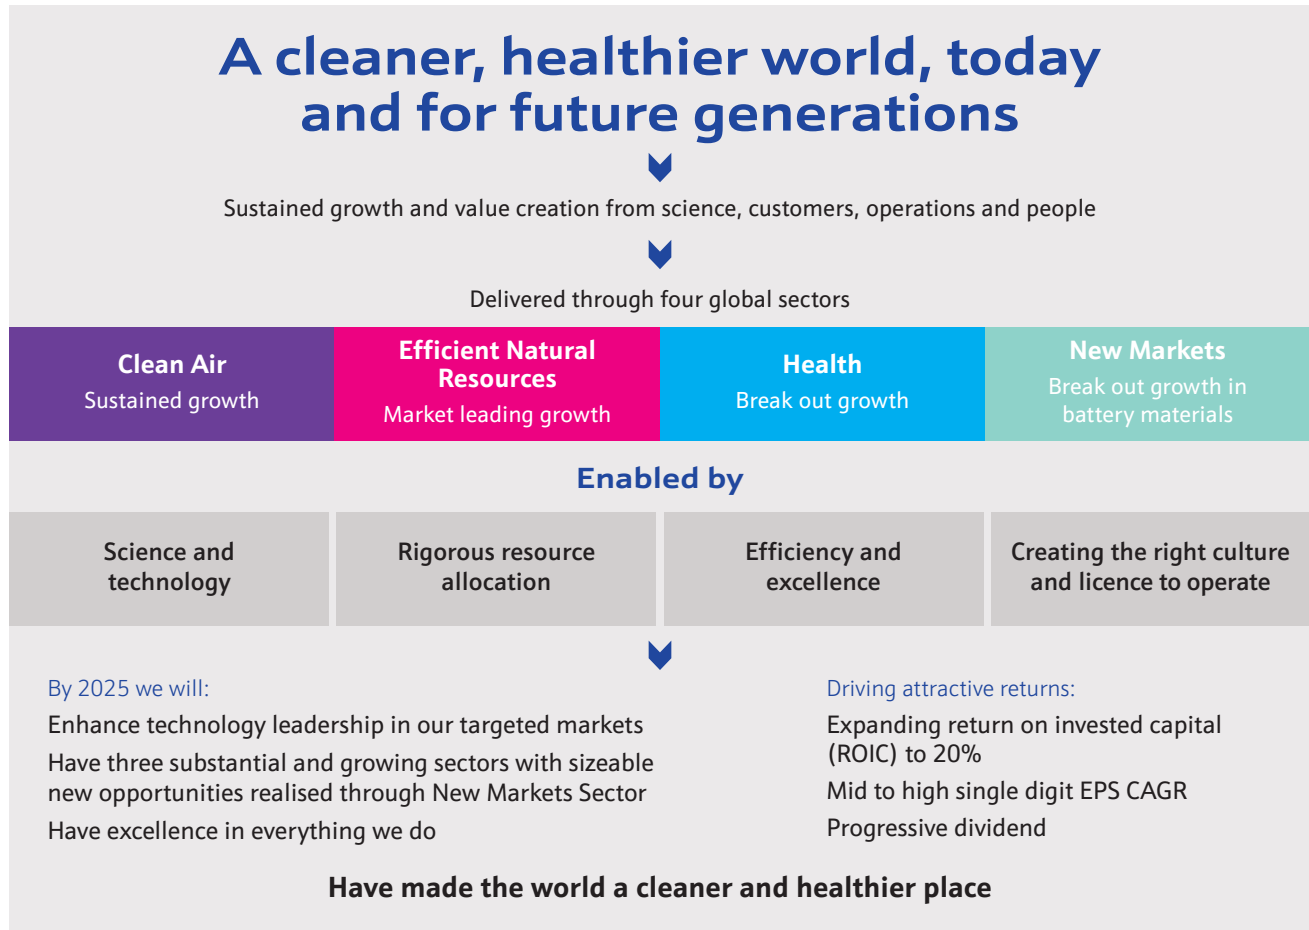 A cleaner, healthier world, today
and for future generations
Sustained growth and value creation from science, customers, operations and people
Delivered through four global sectors
Clean Air
Sustained growth
Efficient Natural
Resources
Market leading growth
Health
Break out growth
New Markets
Break out growth in
battery materials
Enabled by
Science and
technology
Rigorous resource
allocation
Efficiency and
excellence
Creating the right culture
and licence to operate
By 2025 we will:
Enhance technology leadership in our targeted markets
Have three substantial and growing sectors with sizeable
new opportunities realised through New Markets Sector
Have excellence in everything we do
Driving attractive returns:
Expanding return on invested capital
(ROIC) to 20%
Mid to high single digit EPS CAGR
Progressive dividend
Have made the world a cleaner and healthier place